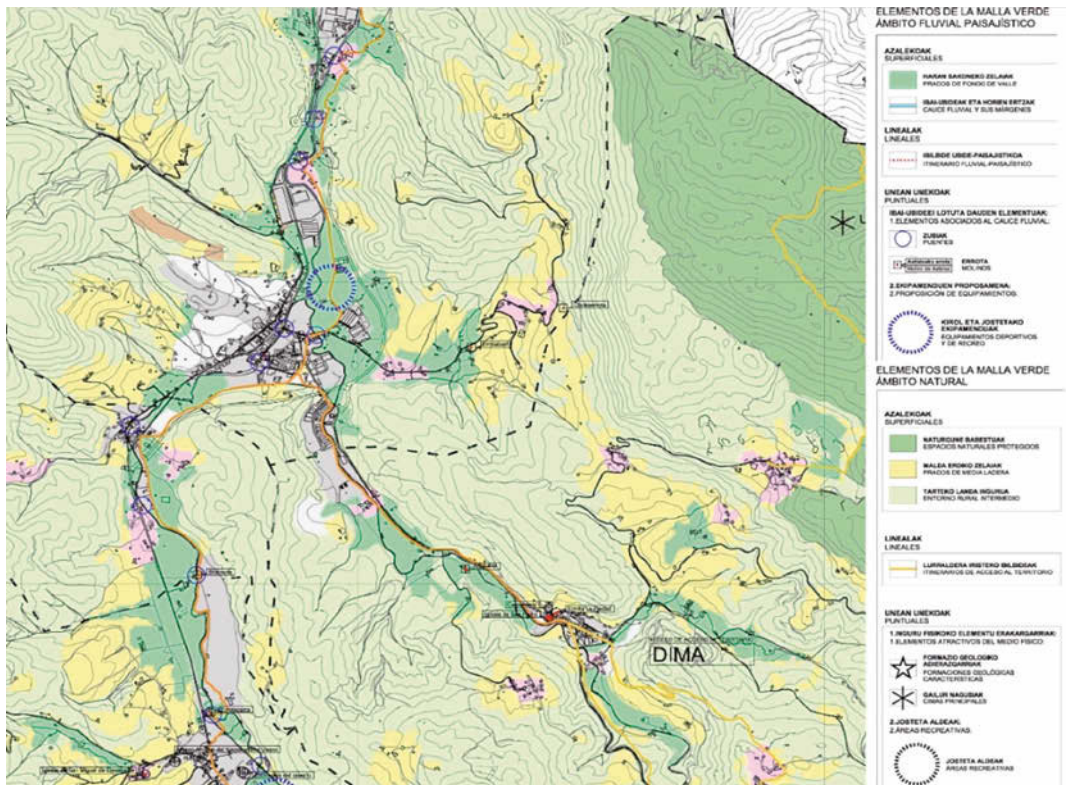 DIMA
ELEMENTOS DE LA MALLA VERDE
ÁMBITO FLUVIAL PAISAJÍSTICO
AZALEKOAK
SUPERFICIALES
HARAN SAKONEKO ZELAIAK
PRADOS DE FONDO DE VALLE
IBAI-UBIDEAK ETA HORIEN ERTZAK
CAUCE FLUVIAL Y SUS MÁRGENES
LINEALAK
LINEALES
IBILBIDE UBIDE-PAISAJISTIKOA
ITINERARIO FLUVIAL-PAISAJÍSTICO
UNEAN UNEKOAK
PUNTUALES
IBAI-UBIDEEI LOTUTA DAUDEN ELEMENTUAK:
1.ELEMENTOS ASOCIADOS AL CAUCE FLUVIAL:
ZUBIAK
PUENTES
ERROTA
MOLINOS
2.EKIPAMENDUEN PROPOSAMENA:
2.PROPOSICIÓN DE EQUIPAMIENTOS:
KIROL ETA JOSTETAKO
EKIPAMENDUAK
EQUIPAMIENTOS DEPORTIVOS
Y DE RECREO
ELEMENTOS DE LA MALLA VERDE
ÁMBITO NATURAL
AZALEKOAK
SUPERFICIALES
NATURGUNE BABESTUAK
ESPACIOS NATURALES PROTEGIDOS
MALDA ERDIKO ZELAIAK
PRADOS DE MEDIA LADERA
TARTEKO LANDA INGURUA
ENTORNO RURAL INTERMEDIO
LINEALAK
LINEALES
LURRALDERA IRISTEKO IBILBIDEAK
ITINERARIOS DE ACCESO AL TERRITORIO
UNEAN UNEKOAK
PUNTUALES
1.INGURU FISIKOKO ELEMENTU ERAKARGARRIAK:
1.ELEMENTOS ATRACTIVOS DEL MEDIO FÍSICO:
FORMAZIO GEOLOGIKO
ADIERAZGARRIAK
FORMACIONES GEOLÓGICAS
CARACTERÍSTICAS
GAILUR NAGUSIAK
CIMAS PRINCIPALES
2.JOSTETA ALDEAK:
2.ÁREAS RECREATIVAS:
JOSTETA ALDEAK
ÁREAS RECREATIVAS